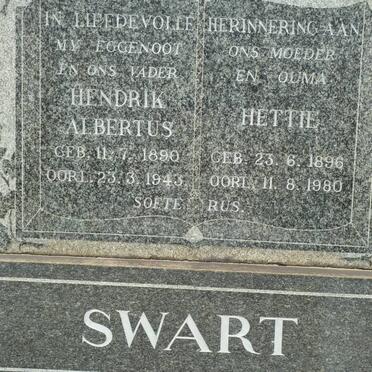 IN LIEFDEVOLLE
MY EGGENOOT
EN ONS VADER
HENDRIK
ALBERTUS
GEB. 11. 7. 1890
OORL. 23. 3. 1943
HERINNERING AAN
ONS MOEDER
EN OUMA
HETTIE
GEB. 23. 6. 1896
OORL. 11. 8. 1980
SOETE RUS.
SWART